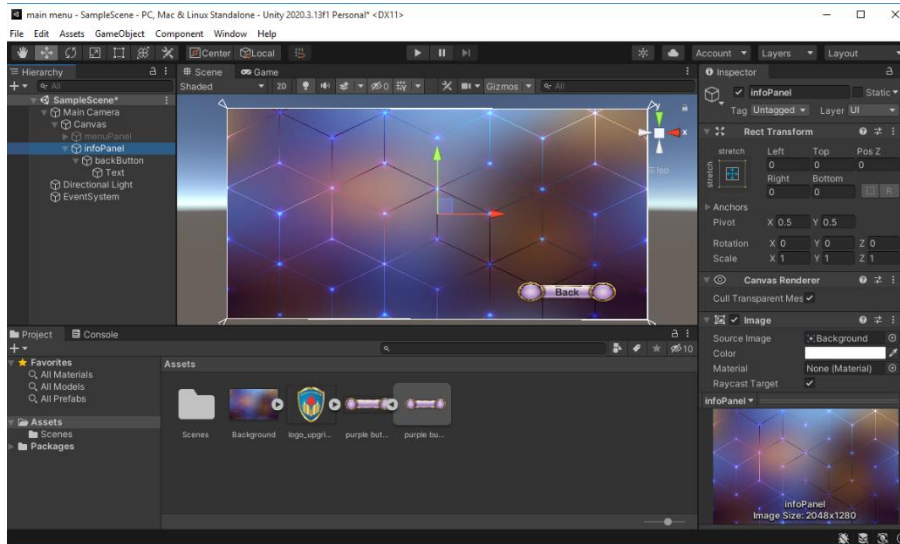 main menu - SampleScene - PC, Mac & Linux Standalone - Unity 2020.3.13f1 Personal* <DX11>
File Edit Assets GameObject Component Window Help
Center Local Account Layers Layout
Hierarchy
All
SampleScene*
Main Camera
Canvas
menuPanel
infoPanel
backButton
Text
Directional Light
EventSystem
Scene Game
Shaded 2D 0 Gizmos All
y
x
Iso
Back
Inspector
infoPanel Static
Tag Untagged Layer UI
Rect Transform
stretch Left Top Pos Z
stretch 0 0 0
Right Bottom
0 0 R
Anchors
Pivot X 0.5 Y 0.5
Rotation X 0 Y 0 Z 0
Scale X 1 Y 1 Z 1
Canvas Renderer
Cull Transparent Mes
Image
Source Image Background
Color
Material None (Material)
Raycast Target
infoPanel
infoPanel
Image Size: 2048x1280
Project Console
10
Favorites
All Materials
All Models
All Prefabs
Assets
Scenes
Packages
Assets
Scenes Background logo_upgri... purple but... purple bu...